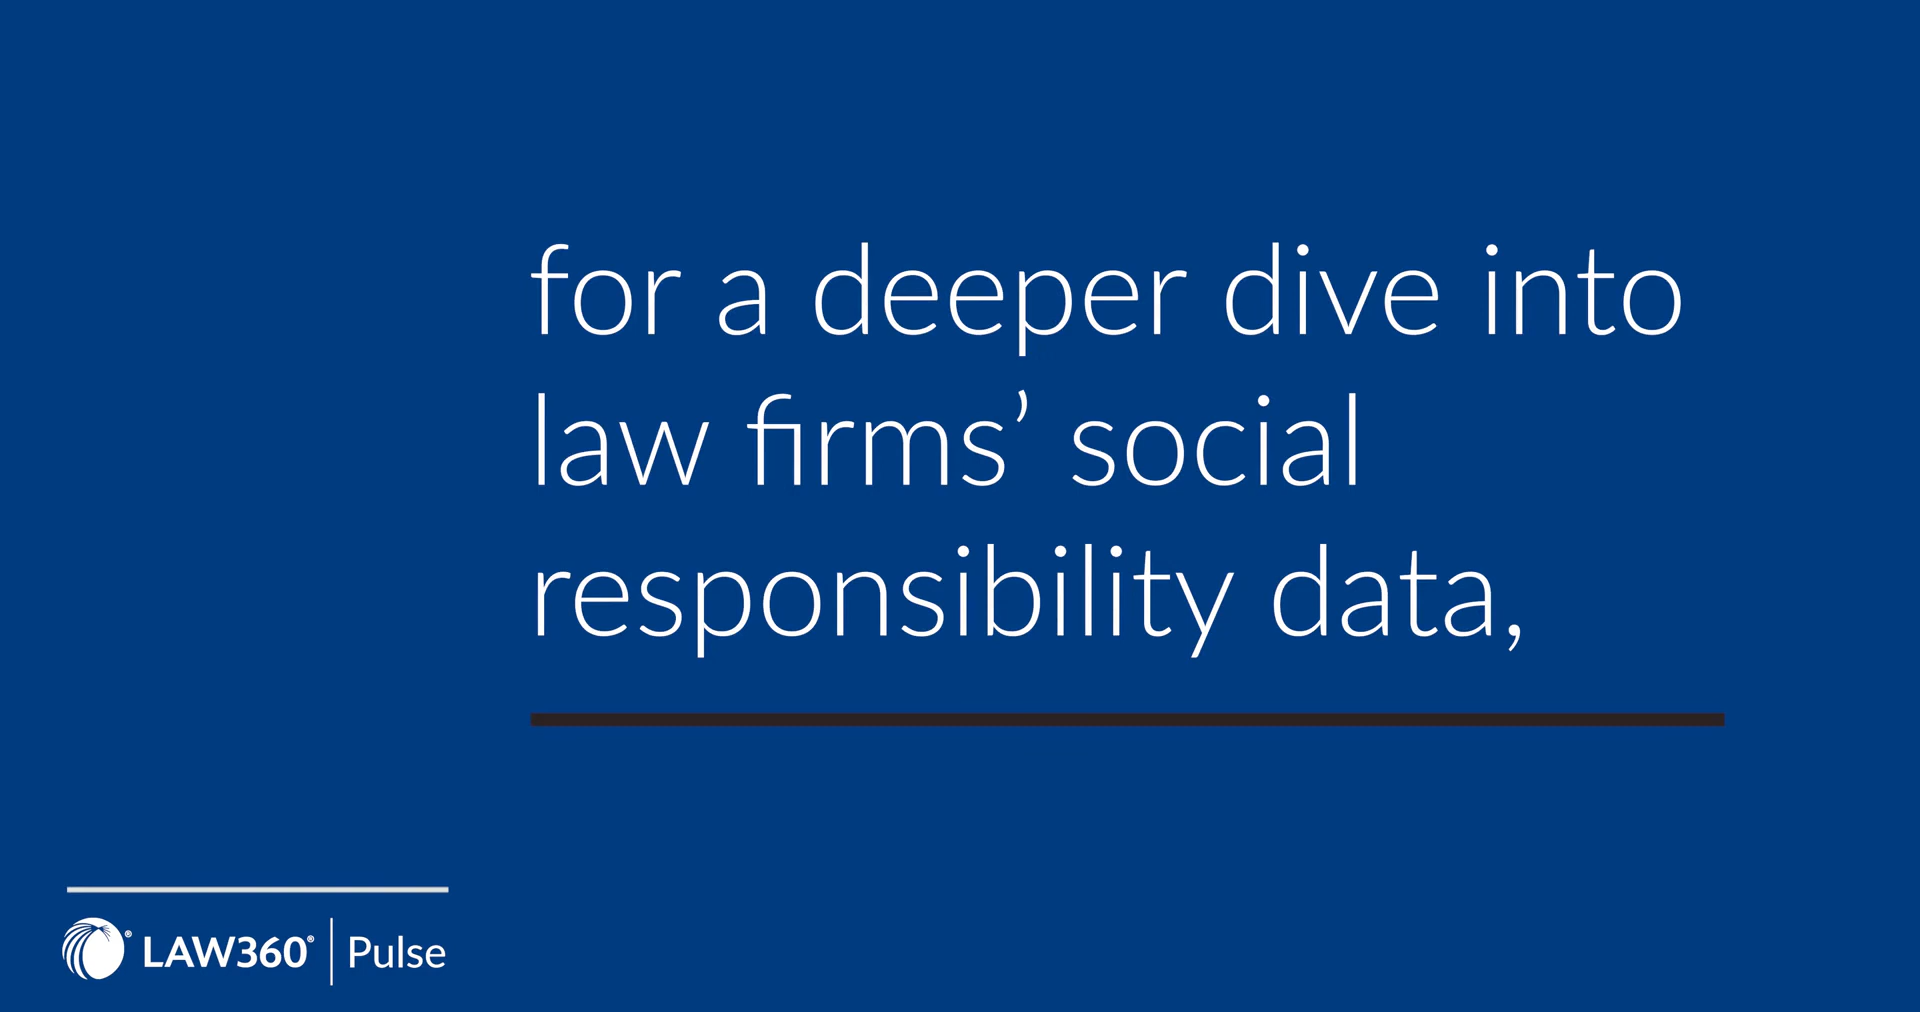 for a deeper dive into
law firms’ social
responsibility data,
® LAW360® | Pulse